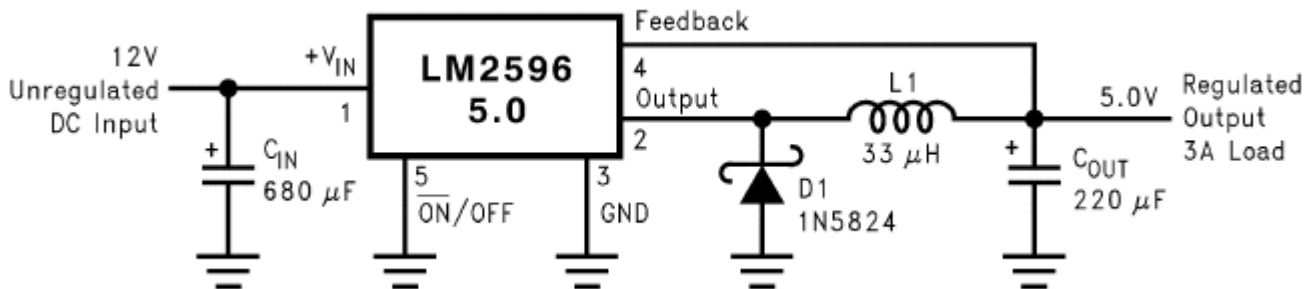 12V
Unregulated
DC Input
+VIN
1
LM2596
5.0
Feedback
4
Output
2
L1
33 μH
5.0V
Regulated
Output
3A Load
+
CIN
680 μF
5
ON/OFF
3
GND
D1
1N5824
+
COUT
220 μF